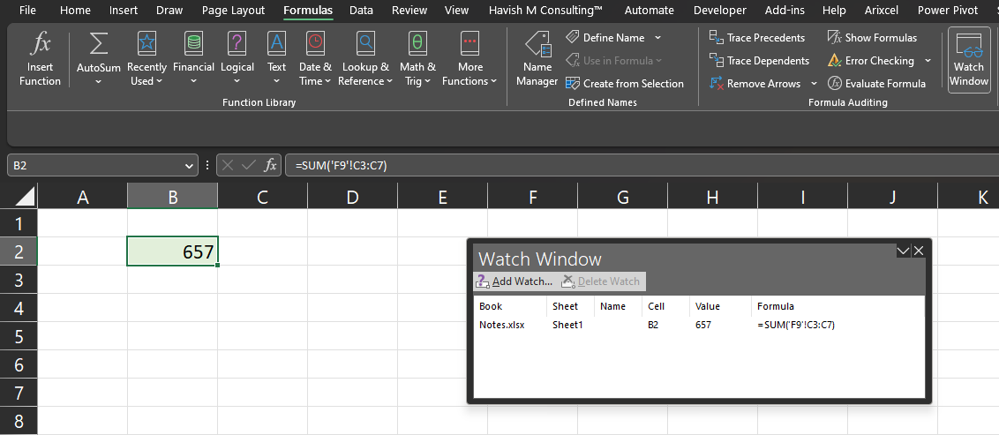 File Home Insert Draw Page Layout Formulas Data Review View Havish M Consulting™ Automate Developer Add-ins Help Arixcel Power Pivot
Insert Function
AutoSum
Recently Used
Financial
Logical
Text
Date & Time
Lookup & Reference
Math & Trig
More Functions
Function Library
Name Manager
Define Name
Use in Formula
Create from Selection
Defined Names
Trace Precedents
Trace Dependents
Remove Arrows
Show Formulas
Error Checking
Evaluate Formula
Formula Auditing
Watch Window
B2 fx =SUM('F9'!C3:C7)
A B C D E F G H I J K
1
2 657
3
4
5
6
7
8
Watch Window
Add Watch... Delete Watch
Book Sheet Name Cell Value Formula
Notes.xlsx Sheet1 B2 657 =SUM('F9'!C3:C7)